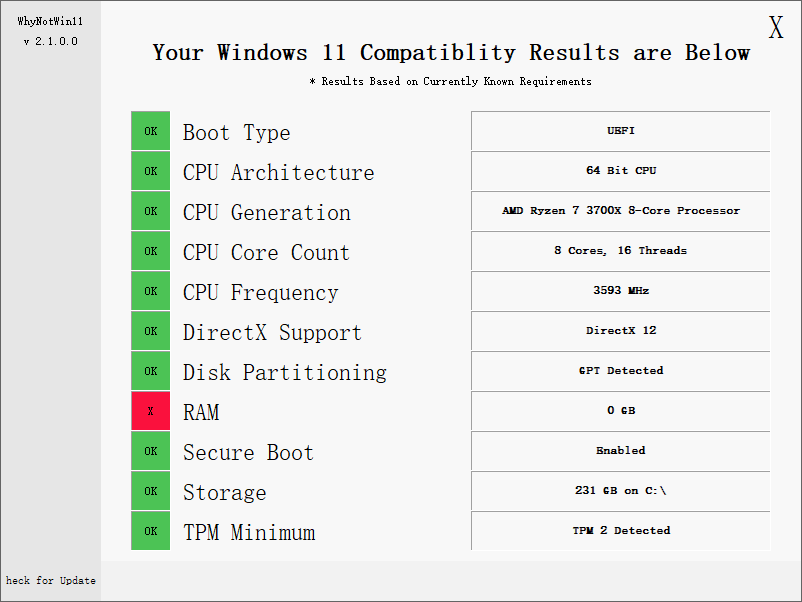 WhyNotWin11
v 2.1.0.0
X
Your Windows 11 Compatiblity Results are Below
* Results Based on Currently Known Requirements
OK Boot Type UEFI
OK CPU Architecture 64 Bit CPU
OK CPU Generation AMD Ryzen 7 3700X 8-Core Processor
OK CPU Core Count 8 Cores, 16 Threads
OK CPU Frequency 3593 MHz
OK DirectX Support DirectX 12
OK Disk Partitioning GPT Detected
X RAM 0 GB
OK Secure Boot Enabled
OK Storage 231 GB on C:\
OK TPM Minimum TPM 2 Detected
heck for Update